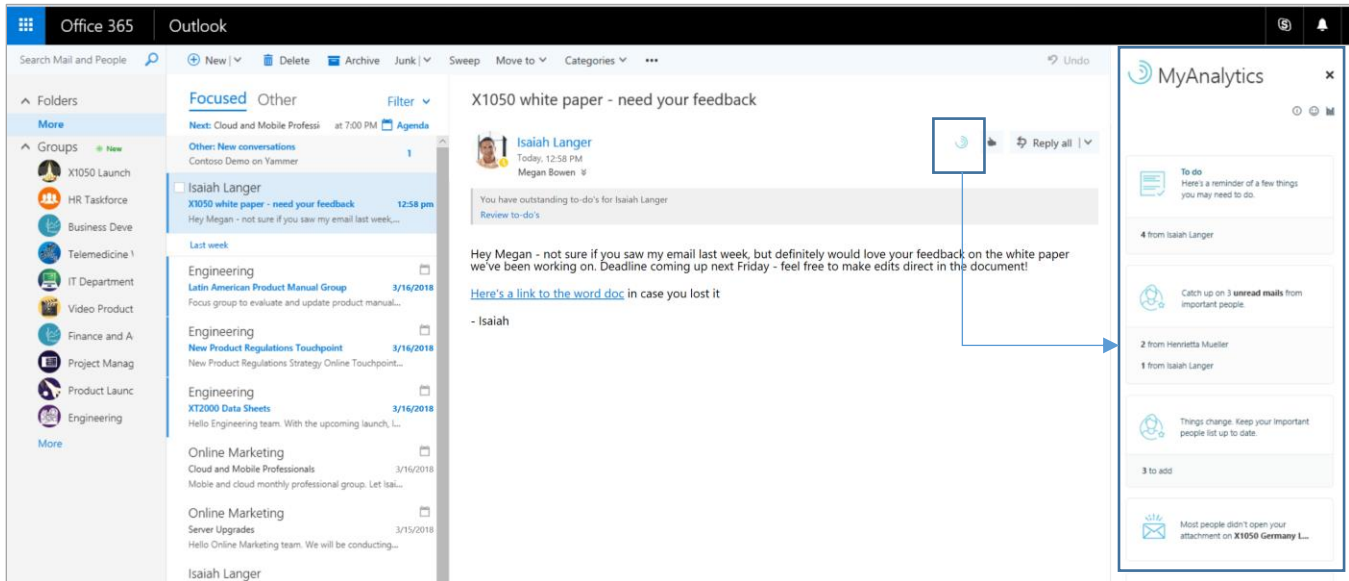 Office 365
Outlook
Search Mail and People
New
Delete
Archive
Junk
Sweep
Move to
Categories
•••
Undo
Folders
More
Groups
New
X1050 Launch
HR Taskforce
Business Deve
Telemedicine \
IT Department
Video Product
Finance and A
Project Manag
Product Launc
Engineering
More
Focused Other
Filter
Next: Cloud and Mobile Professi at 7:00 PM Agenda
Other: New conversations
Contoso Demo on Yammer
1
Isaiah Langer
X1050 white paper - need your feedback 12:58 pm
Hey Megan - not sure if you saw my email last week,...
Last week
Engineering
Latin American Product Manual Group 3/16/2018
Focus group to evaluate and update product manual...
Engineering
New Product Regulations Touchpoint 3/16/2018
New Product Regulations Strategy Online Touchpoint...
Engineering
XT2000 Data Sheets 3/16/2018
Hello Engineering team. With the upcoming launch, I...
Online Marketing
Cloud and Mobile Professionals 3/16/2018
Moble and cloud monthly professional group. Let Isai...
Online Marketing
Server Upgrades 3/15/2018
Hello Online Marketing team. We will be conducting...
Isaiah Langer
X1050 white paper - need your feedback
Isaiah Langer
Today, 12:58 PM
Megan Bowen
Reply all
You have outstanding to-do's for Isaiah Langer
Review to-do's
Hey Megan - not sure if you saw my email last week, but definitely would love your feedback on the white paper
we've been working on. Deadline coming up next Friday - feel free to make edits direct in the document!
Here's a link to the word doc in case you lost it
- Isaiah
MyAnalytics
To do
Here's a reminder of a few things
you may need to do.
4 from Isaiah Langer
Catch up on 3 unread mails from
important people.
2 from Henrietta Mueller
1 from Isaiah Langer
Things change. Keep your important
people list up to date.
3 to add
Most people didn't open your
attachment on X1050 Germany L...